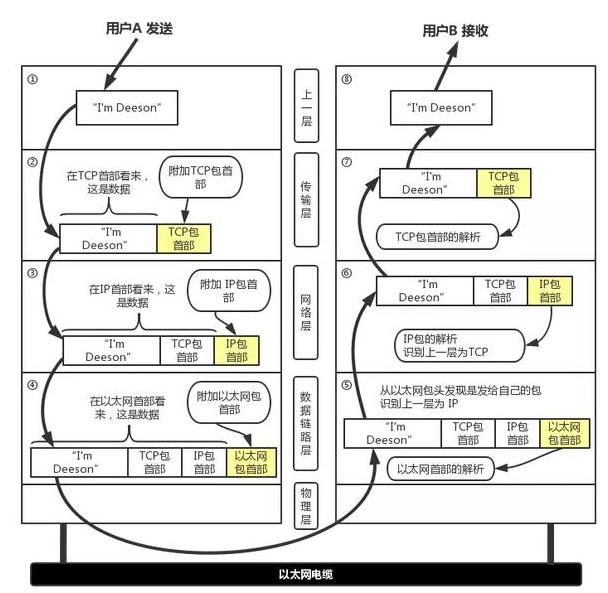 用户A 发送
用户B 接收
①
“I'm Deeson”
上一层
⑧
“I'm Deeson”
②
在TCP首部看来，
这是数据
附加TCP包首
部
“I'm
Deeson”
TCP包
首部
传输层
⑦
“I'm
Deeson”
TCP包
首部
TCP包首部的解析
③
在IP首部看来，这
是数据
附加 IP包首
部
“I'm
Deeson”
TCP包
首部
IP包
首部
网络层
⑥
“I'm
Deeson”
TCP包
首部
IP包
首部
IP包的解析
识别上一层为TCP
④
在以太网首部看
来，这是数据
附加以太网包
首部
“I'm
Deeson”
TCP包
首部
IP包
首部
以太网
包首部
数据链路层
⑤
从以太网包头发现是发给自己的包
识别上一层为 IP
“I'm
Deeson”
TCP包
首部
IP包
首部
以太网
包首部
以太网首部的解析
物理层
以太网电缆